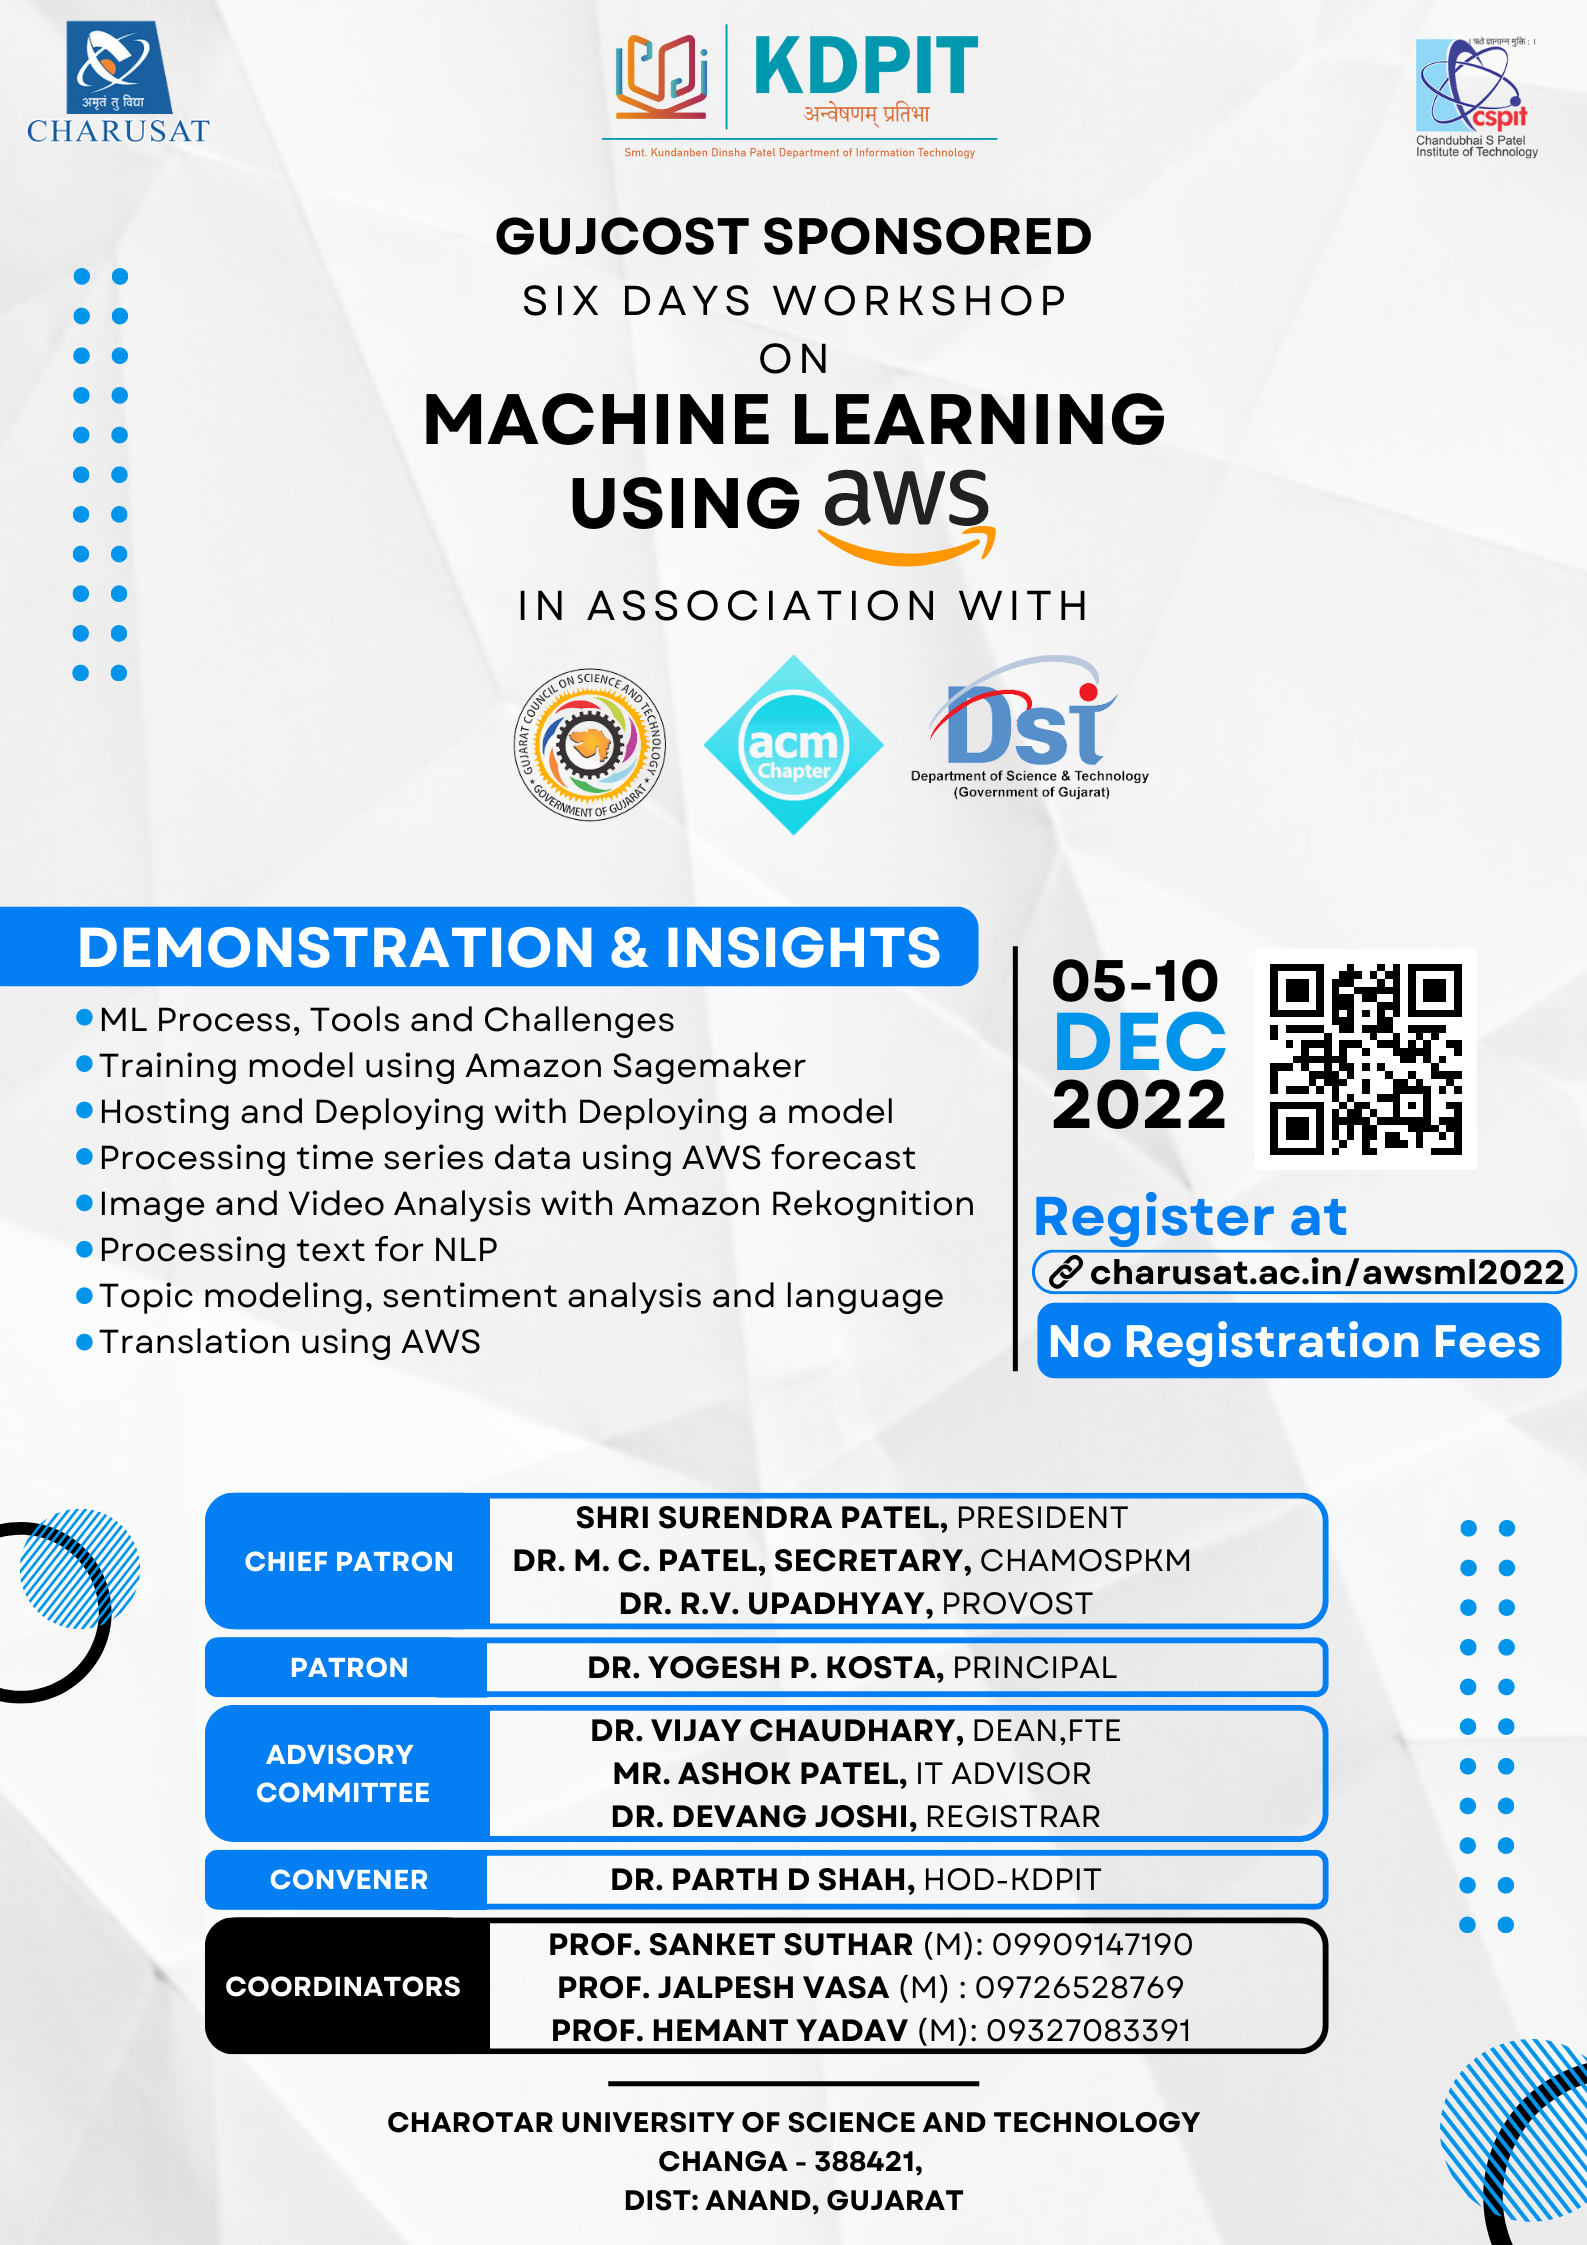 अमृतं तु विद्या
CHARUSAT
KDPIT
अन्वेषणम् प्रतिभा
Smt. Kundanben Dinsha Patel Department of Information Technology
। ऋते ज्ञानान्न मुक्ति : ।
cspit
Chandubhai S Patel
Institute of Technology
GUJCOST SPONSORED
SIX DAYS WORKSHOP
ON
MACHINE LEARNING
USING aws
IN ASSOCIATION WITH
GUJARAT COUNCIL ON SCIENCE AND TECHNOLOGY
GOVERNMENT OF GUJARAT
acm
Chapter
Dst
Department of Science & Technology
(Government of Gujarat)
DEMONSTRATION & INSIGHTS
ML Process, Tools and Challenges
Training model using Amazon Sagemaker
Hosting and Deploying with Deploying a model
Processing time series data using AWS forecast
Image and Video Analysis with Amazon Rekognition
Processing text for NLP
Topic modeling, sentiment analysis and language
Translation using AWS
05-10
DEC
2022
Register at
charusat.ac.in/awsml2022
No Registration Fees
CHIEF PATRON
SHRI SURENDRA PATEL, PRESIDENT
DR. M. C. PATEL, SECRETARY, CHAMOSPKM
DR. R.V. UPADHYAY, PROVOST
PATRON
DR. YOGESH P. KOSTA, PRINCIPAL
ADVISORY
COMMITTEE
DR. VIJAY CHAUDHARY, DEAN,FTE
MR. ASHOK PATEL, IT ADVISOR
DR. DEVANG JOSHI, REGISTRAR
CONVENER
DR. PARTH D SHAH, HOD-KDPIT
COORDINATORS
PROF. SANKET SUTHAR (M): 09909147190
PROF. JALPESH VASA (M) : 09726528769
PROF. HEMANT YADAV (M): 09327083391
CHAROTAR UNIVERSITY OF SCIENCE AND TECHNOLOGY
CHANGA - 388421,
DIST: ANAND, GUJARAT